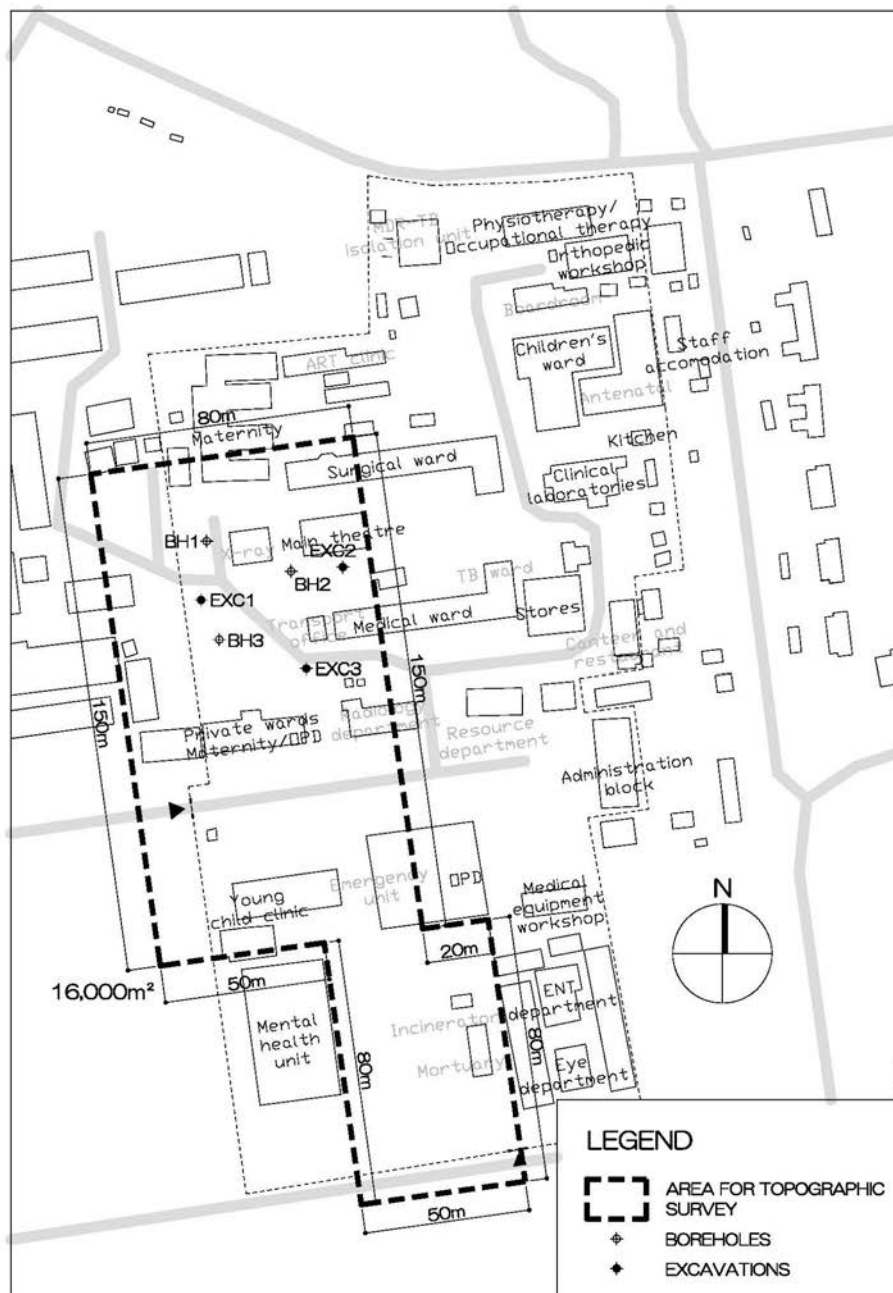 MDR-TB
isolation unit
Physiotherapy/
Occupational therapy
Orthopedic
workshop
Boardroom
ART clinic
Children's
ward
Staff
accomodation
Antenatal
80m
Maternity
Kitchen
Surgical ward
Clinical
laboratories
BH1
X-ray
Main theatre
EXC2
BH2
TB ward
EXC1
Transport
office
Medical ward
Stores
BH3
Canteen and
restaurant
EXC3
150m
150m
Private wards
Maternity/OPD
Radiology
department
Resource
department
Administration
block
Emergency
unit
OPD
Young
child clinic
Medical
equipment
workshop
N
20m
50m
16,000m²
Mental
health
unit
80m
Incinerator
Mortuary
ENT
department
80m
Eye
department
50m
LEGEND
AREA FOR TOPOGRAPHIC
SURVEY
BOREHOLES
EXCAVATIONS